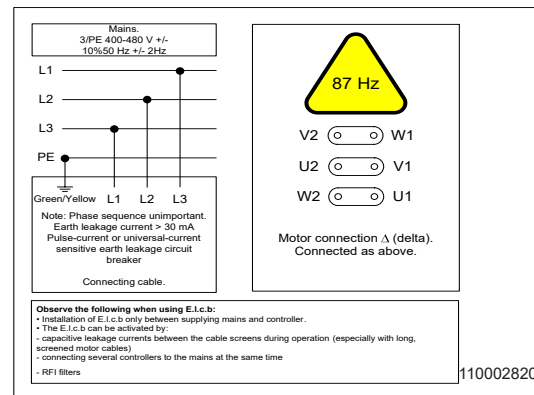 Mains.
3/PE 400-480 V +/-
10%50 Hz +/- 2Hz
L1
L2
L3
PE
Green/Yellow L1 L2 L3
Note: Phase sequence unimportant.
Earth leakage current > 30 mA
Pulse-current or universal-current
sensitive earth leakage circuit
breaker
Connecting cable.
87 Hz
V2 W1
U2 V1
W2 U1
Motor connection Δ (delta).
Connected as above.
Observe the following when using E.l.c.b:
• Installation of E.l.c.b only between supplying mains and controller.
• The E.l.c.b can be activated by:
- capacitive leakage currents between the cable screens during operation (especially with long,
screened motor cables)
- connecting several controllers to the mains at the same time
- RFI filters
110002820